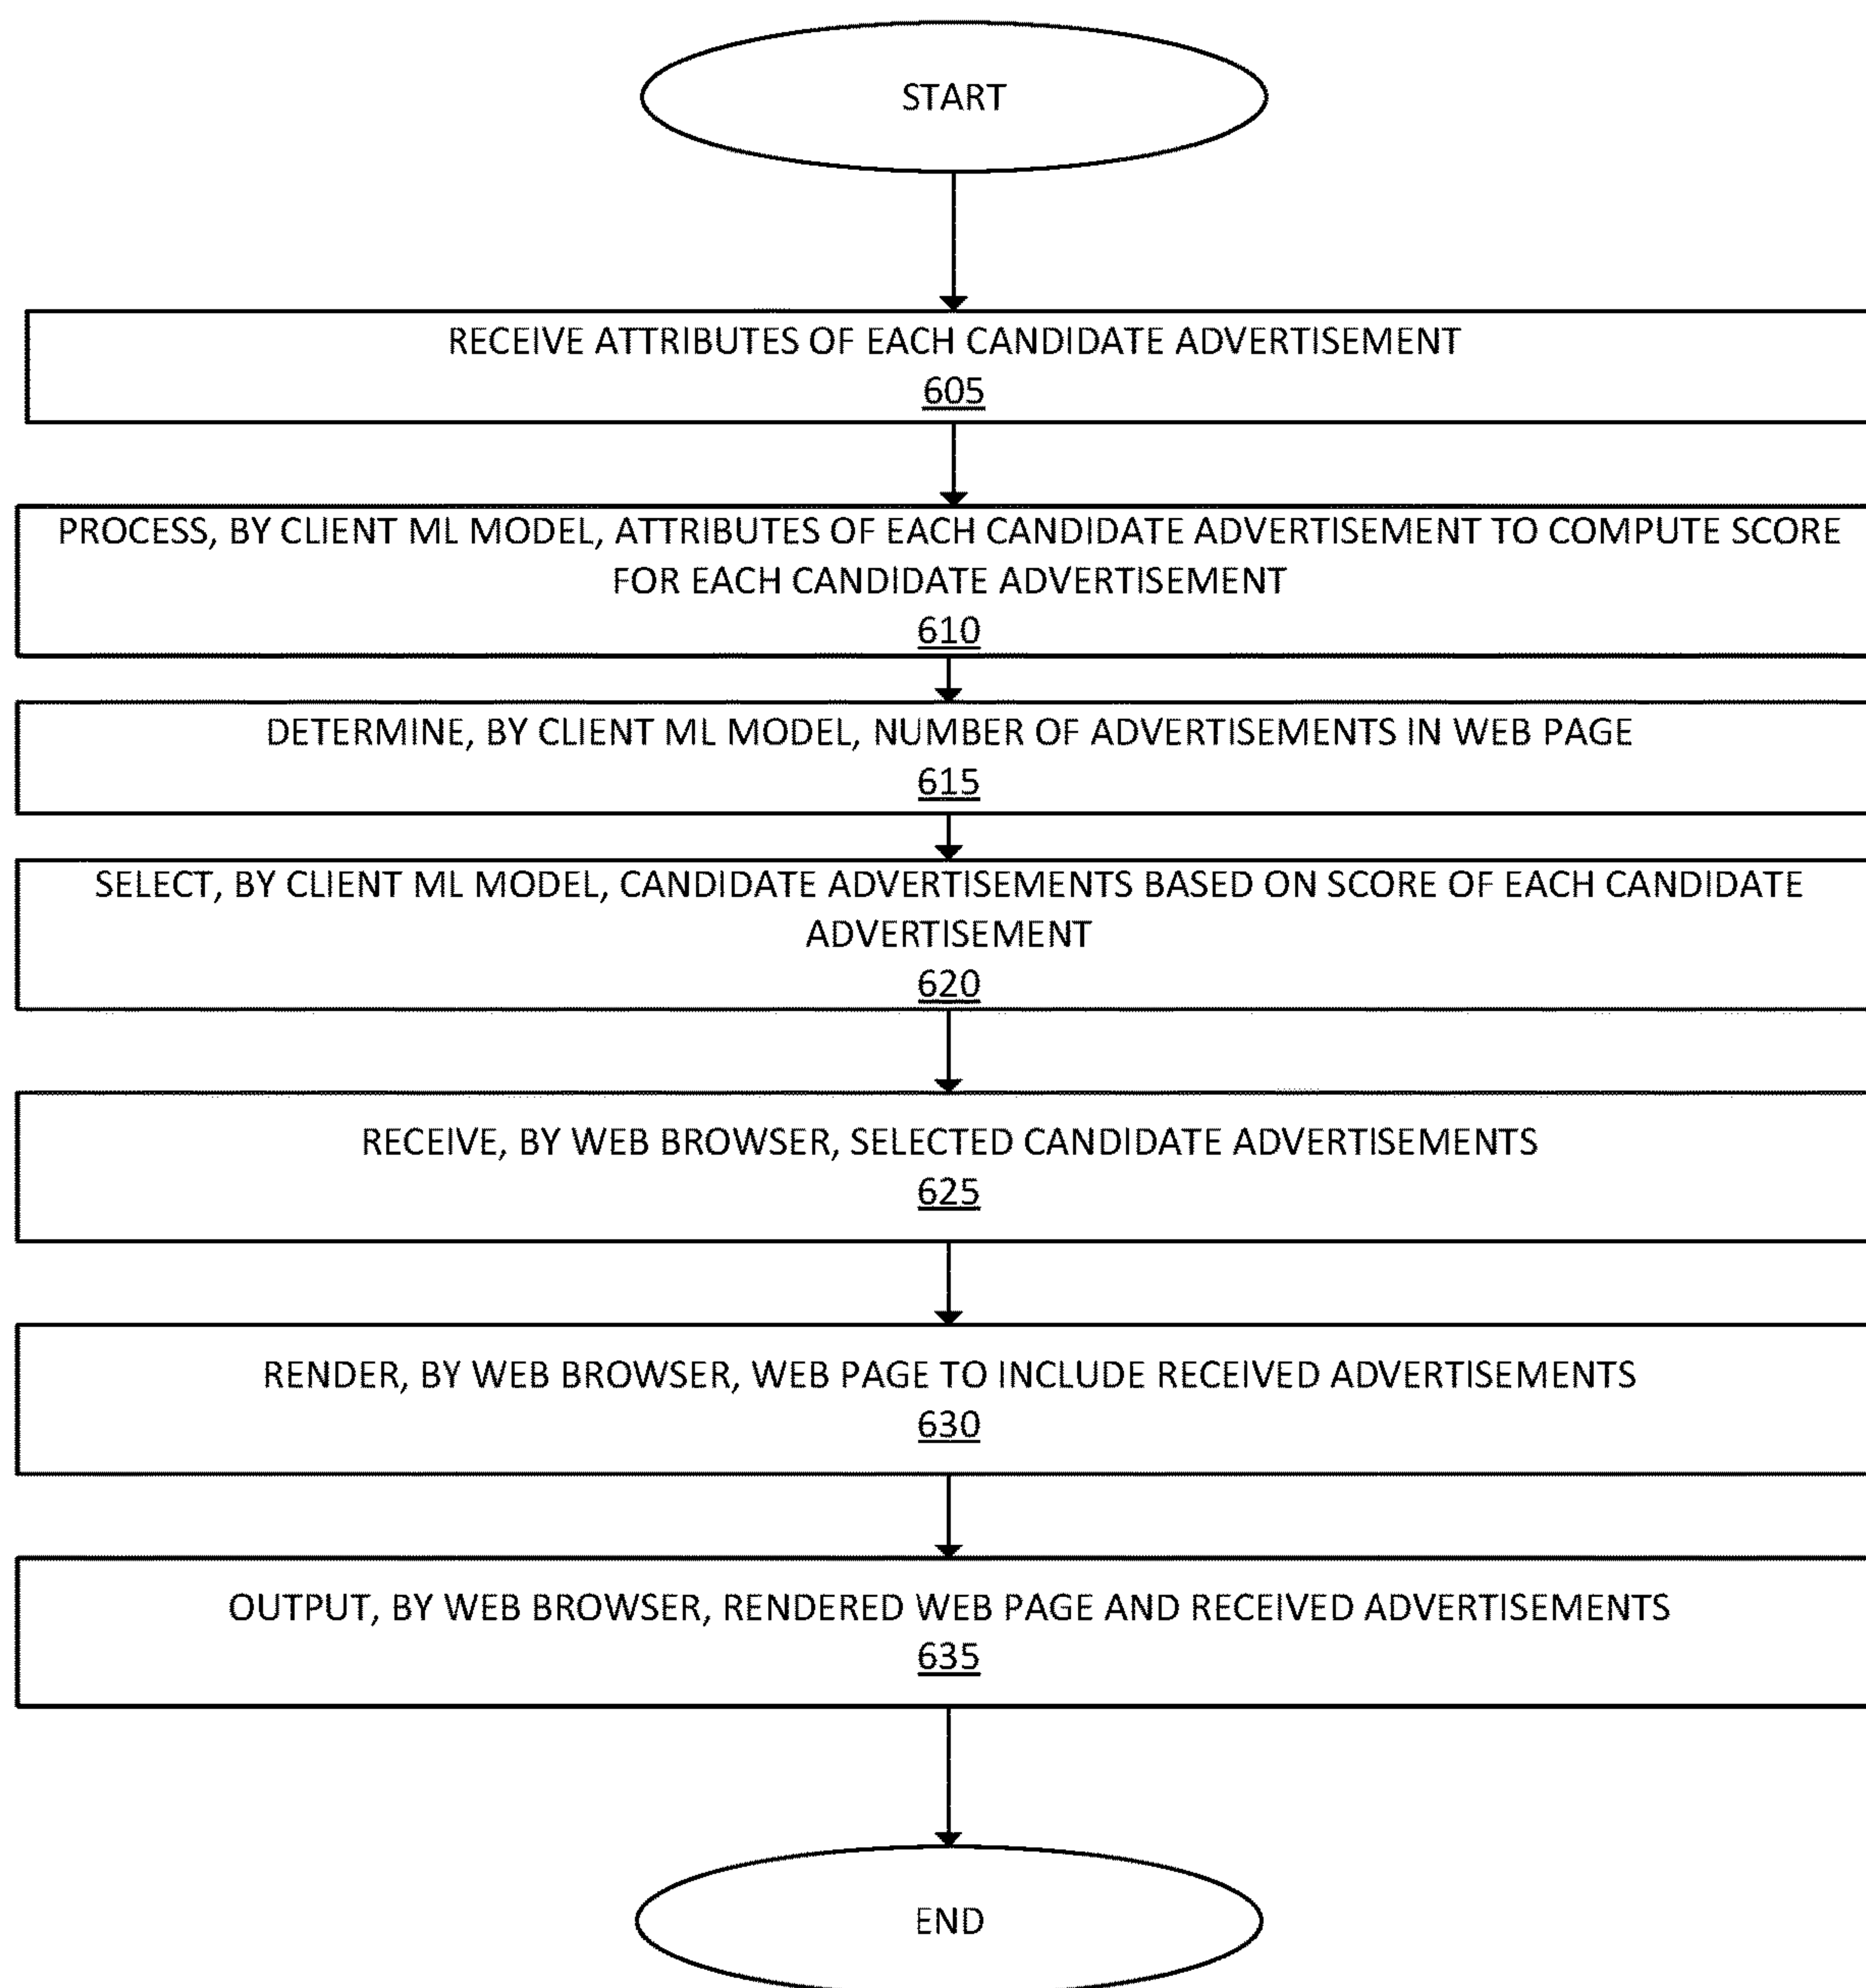 START
RECEIVE ATTRIBUTES OF EACH CANDIDATE ADVERTISEMENT
605
PROCESS, BY CLIENT ML MODEL, ATTRIBUTES OF EACH CANDIDATE ADVERTISEMENT TO COMPUTE SCORE
FOR EACH CANDIDATE ADVERTISEMENT
610
DETERMINE, BY CLIENT ML MODEL, NUMBER OF ADVERTISEMENTS IN WEB PAGE
615
SELECT, BY CLIENT ML MODEL, CANDIDATE ADVERTISEMENTS BASED ON SCORE OF EACH CANDIDATE
ADVERTISEMENT
620
RECEIVE, BY WEB BROWSER, SELECTED CANDIDATE ADVERTISEMENTS
625
RENDER, BY WEB BROWSER, WEB PAGE TO INCLUDE RECEIVED ADVERTISEMENTS
630
OUTPUT, BY WEB BROWSER, RENDERED WEB PAGE AND RECEIVED ADVERTISEMENTS
635
END